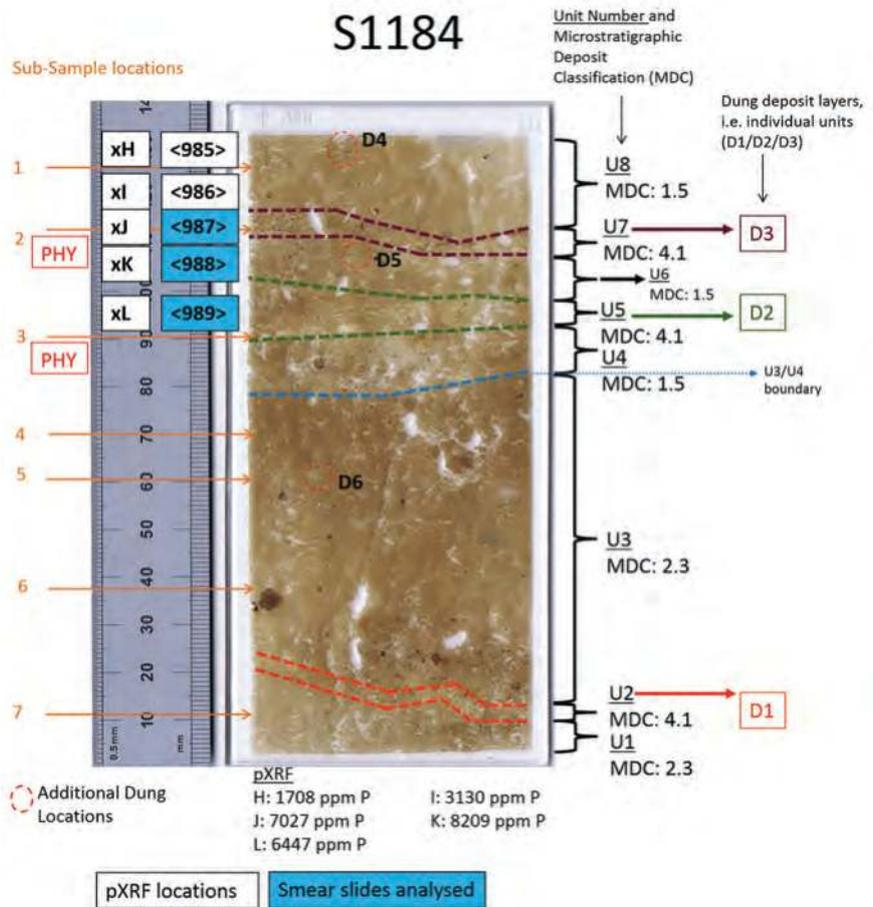 S1184
Unit Number and
Microstratigraphic
Deposit
Classification (MDC)
Sub-Sample locations
Dung deposit layers,
i.e. individual units
(D1/D2/D3)
xH
<985>
xI
<986>
xJ
<987>
xK
<988>
xL
<989>
1
2
PHY
3
PHY
4
5
6
7
90
80
70
60
50
40
30
20
10
0.5mm
mm
D4
D5
D6
U8
MDC: 1.5
U7
MDC: 4.1
D3
U6
MDC: 1.5
U5
MDC: 4.1
D2
U4
MDC: 1.5
U3/U4
boundary
U3
MDC: 2.3
U2
MDC: 4.1
D1
U1
MDC: 2.3
Additional Dung
Locations
pXRF
H: 1708 ppm P
I: 3130 ppm P
J: 7027 ppm P
K: 8209 ppm P
L: 6447 ppm P
pXRF locations
Smear slides analysed